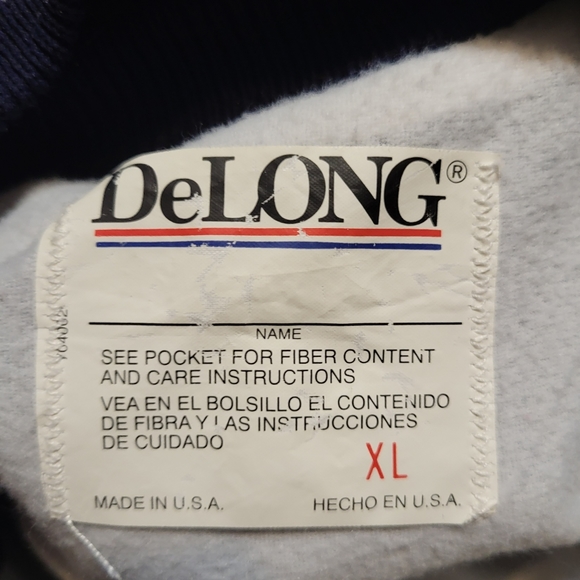 DeLONG®
NAME
SEE POCKET FOR FIBER CONTENT
AND CARE INSTRUCTIONS
VEA EN EL BOLSILLO EL CONTENIDO
DE FIBRA Y LAS INSTRUCCIONES
DE CUIDADO
XL
MADE IN U.S.A.
HECHO EN U.S.A.